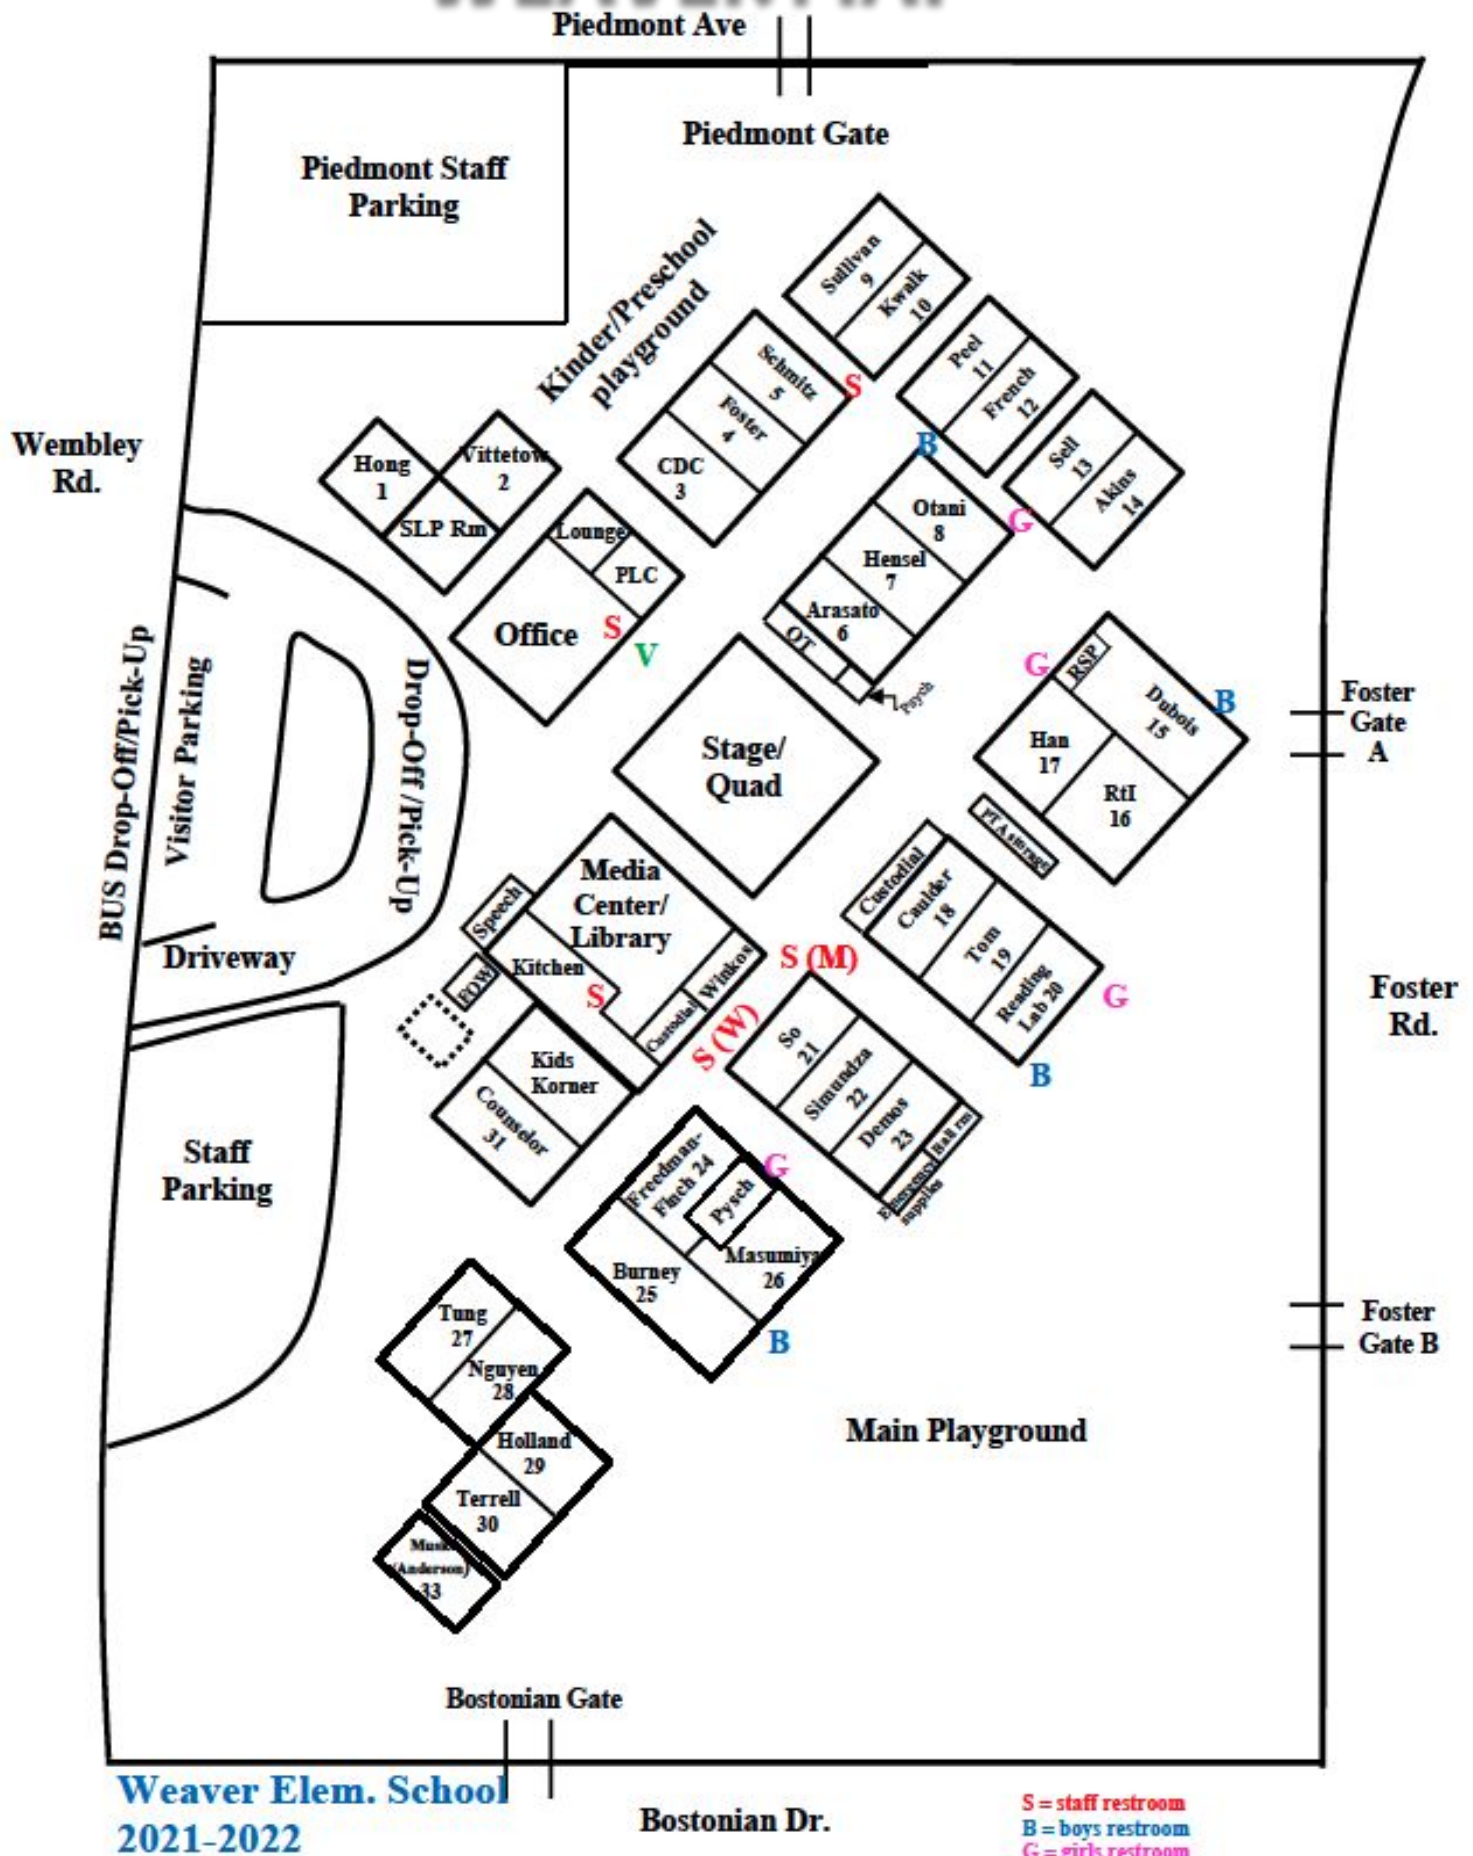 Piedmont Ave
Piedmont Gate
Piedmont Staff
Parking
Kinder/Preschool
playground
Sullivan
9
Kwalk
10
Peel
11
French
12
Sell
13
Akins
14
Schmitz
5
Foster
4
CDC
3
S
B
G
Wembley
Rd.
Hong
1
Vittetow
2
SLP Rm
Lounge
PLC
Office
S
V
Otani
8
Hensel
7
Arasato
6
OT
Psych
BUS Drop-Off/Pick-Up
Visitor Parking
Drop-Off /Pick-Up
Driveway
Stage/
Quad
G
RSP
Dubois
15
B
Han
17
RtI
16
PTA storage
Foster
Gate
A
Media
Center/
Library
Speech
Kitchen
S
FOW
Winkos
Custodial
S (M)
S (W)
Custodial
Caulder
18
Tom
19
Reading
Lab 20
G
B
Foster
Rd.
Kids
Korner
Counselor
31
So
21
Simundza
22
Demos
23
Ball rm
Emergency
supplies
Staff
Parking
Freedman-
Finch 24
Pysch
G
Masumiya
26
Burney
25
B
Tung
27
Nguyen
28
Holland
29
Terrell
30
(Anderson)
33
Foster
Gate B
Main Playground
Bostonian Gate
Weaver Elem. School
2021-2022
Bostonian Dr.
S = staff restroom
B = boys restroom
G = girls restroom